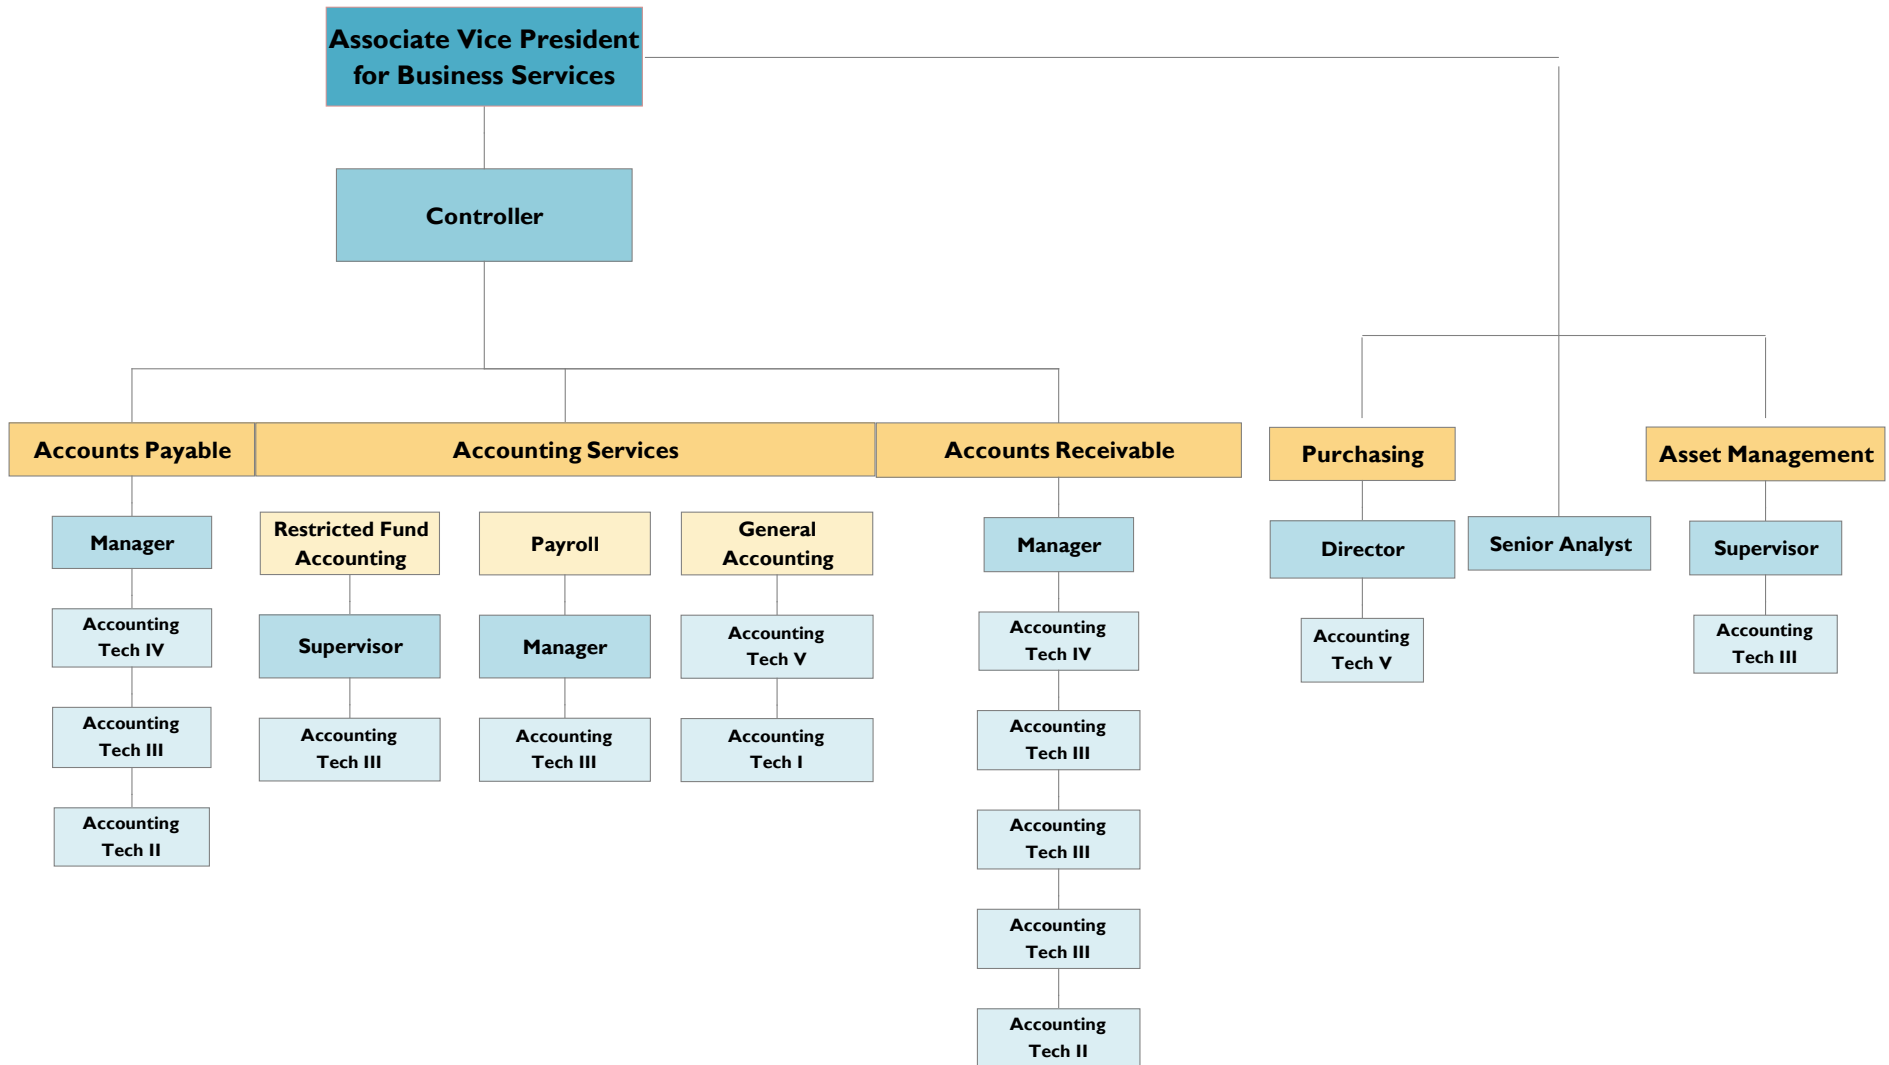 Associate Vice President
for Business Services
Controller
Accounts Payable
Accounting Services
Accounts Receivable
Purchasing
Asset Management
Manager
Restricted Fund
Accounting
Payroll
General
Accounting
Manager
Director
Senior Analyst
Supervisor
Accounting
Tech IV
Supervisor
Manager
Accounting
Tech V
Accounting
Tech IV
Accounting
Tech V
Accounting
Tech III
Accounting
Tech III
Accounting
Tech III
Accounting
Tech III
Accounting
Tech I
Accounting
Tech III
Accounting
Tech II
Accounting
Tech III
Accounting
Tech III
Accounting
Tech II